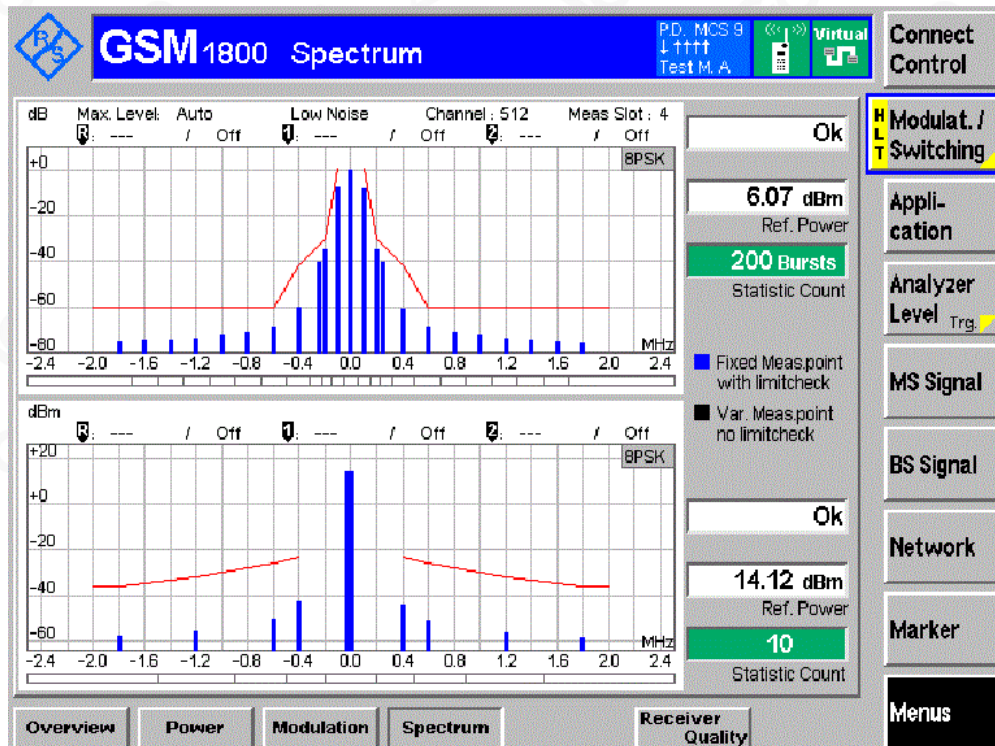 R S
GSM 1800 Spectrum
P.D. MCS 9
Test M. A.
Virtual
Connect Control
dB Max. Level: Auto Low Noise Channel : 512 Meas Slot : 4
R: --- / Off 1: --- / Off 2: --- / Off
8PSK
+0
-20
-40
-60
-80
MHz
-2.4 -2.0 -1.6 -1.2 -0.8 -0.4 0.0 0.4 0.8 1.2 1.6 2.0 2.4
Ok
6.07 dBm
Ref. Power
200 Bursts
Statistic Count
Fixed Meas.point
with limitcheck
Var. Meas.point
no limitcheck
dBm
R: --- / Off 1: --- / Off 2: --- / Off
8PSK
+20
+0
-20
-40
-60
MHz
-2.4 -2.0 -1.6 -1.2 -0.8 -0.4 0.0 0.4 0.8 1.2 1.6 2.0 2.4
Ok
14.12 dBm
Ref. Power
10
Statistic Count
HLT
Modulat. /
Switching
Appli-
cation
Analyzer
Level Trg.
MS Signal
BS Signal
Network
Marker
Menus
Overview Power Modulation Spectrum Receiver
Quality